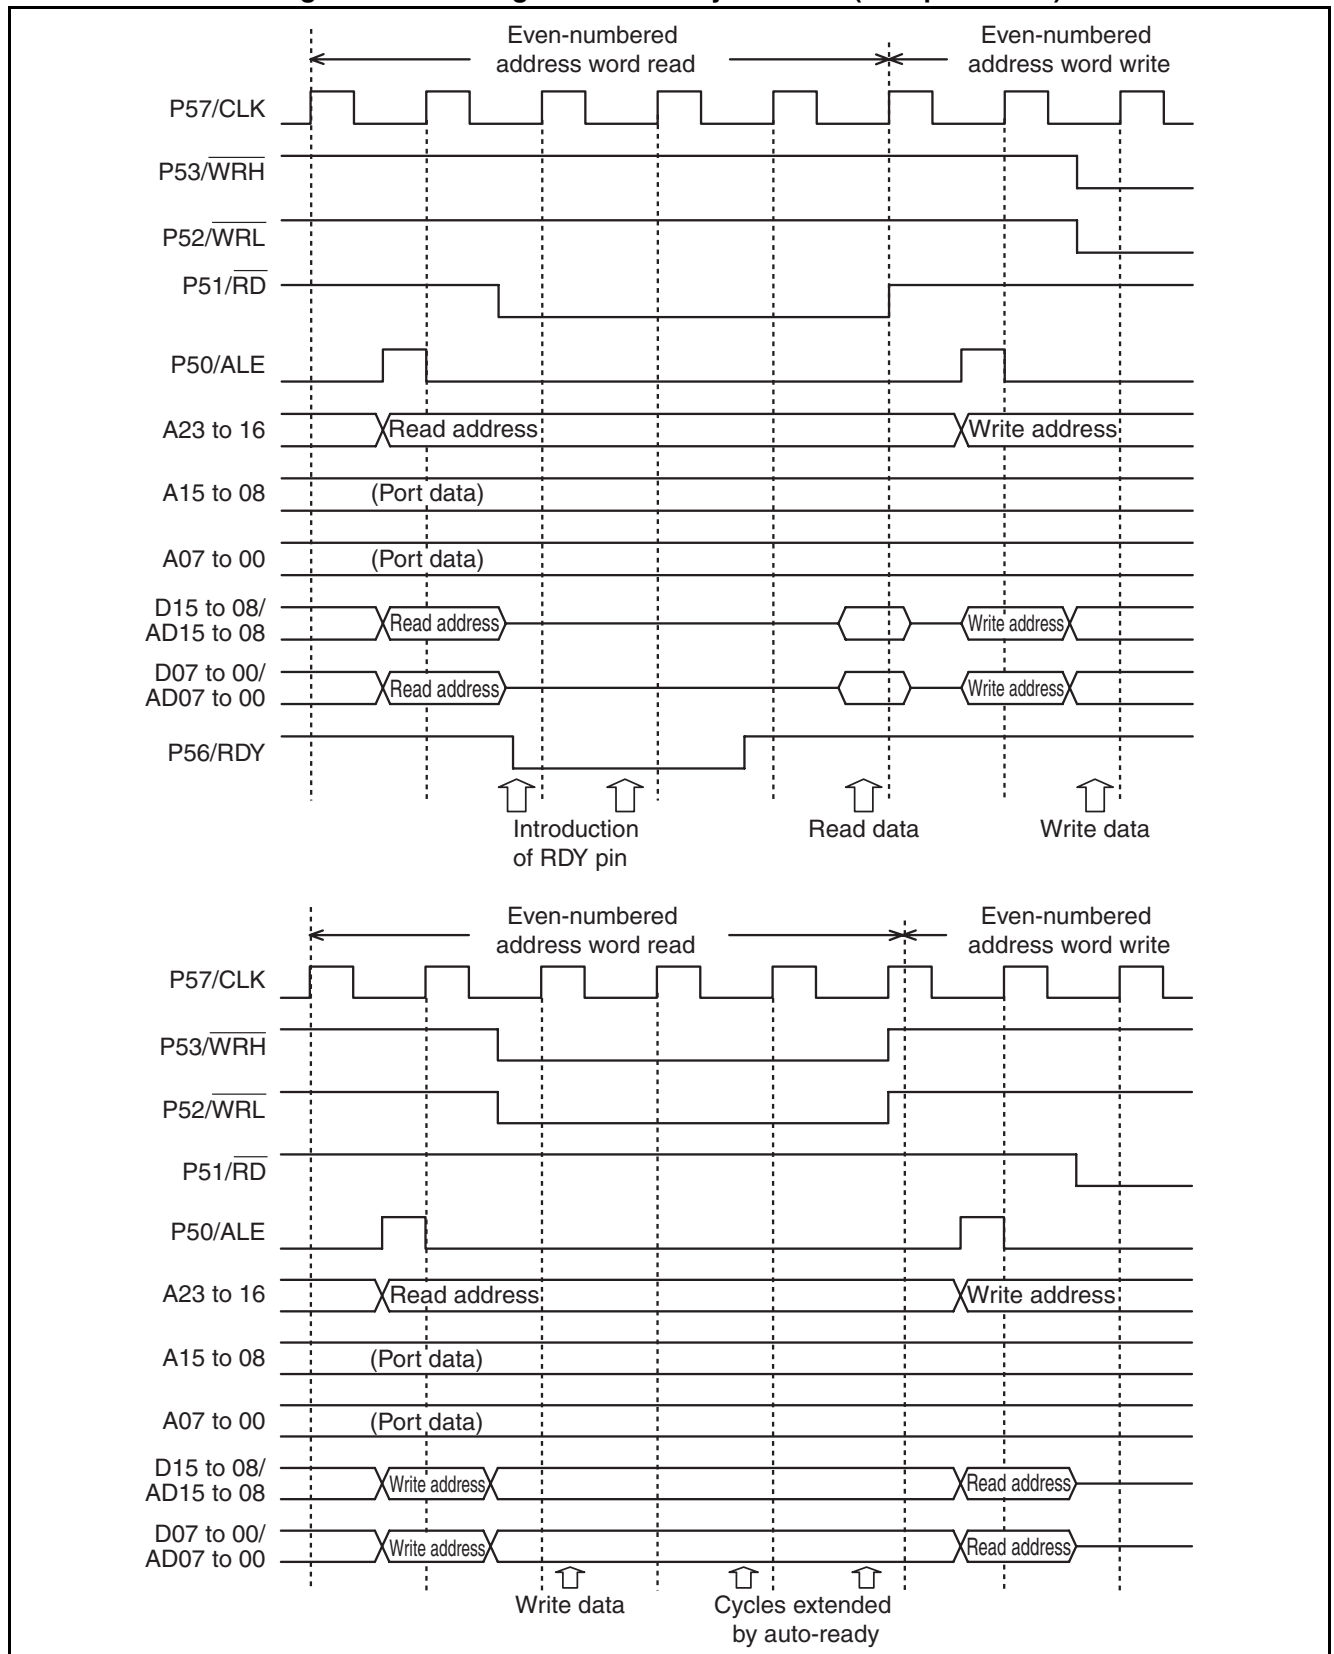 Even-numbered
address word read
Even-numbered
address word write
P57/CLK
P53/WRH
P52/WRL
P51/RD
P50/ALE
A23 to 16
Read address
Write address
A15 to 08
(Port data)
A07 to 00
(Port data)
D15 to 08/
AD15 to 08
Read address
Write address
D07 to 00/
AD07 to 00
Read address
Write address
P56/RDY
Introduction
of RDY pin
Read data
Write data
Even-numbered
address word read
Even-numbered
address word write
P57/CLK
P53/WRH
P52/WRL
P51/RD
P50/ALE
A23 to 16
Read address
Write address
A15 to 08
(Port data)
A07 to 00
(Port data)
D15 to 08/
AD15 to 08
Write address
Read address
D07 to 00/
AD07 to 00
Write address
Read address
Write data
Cycles extended
by auto-ready